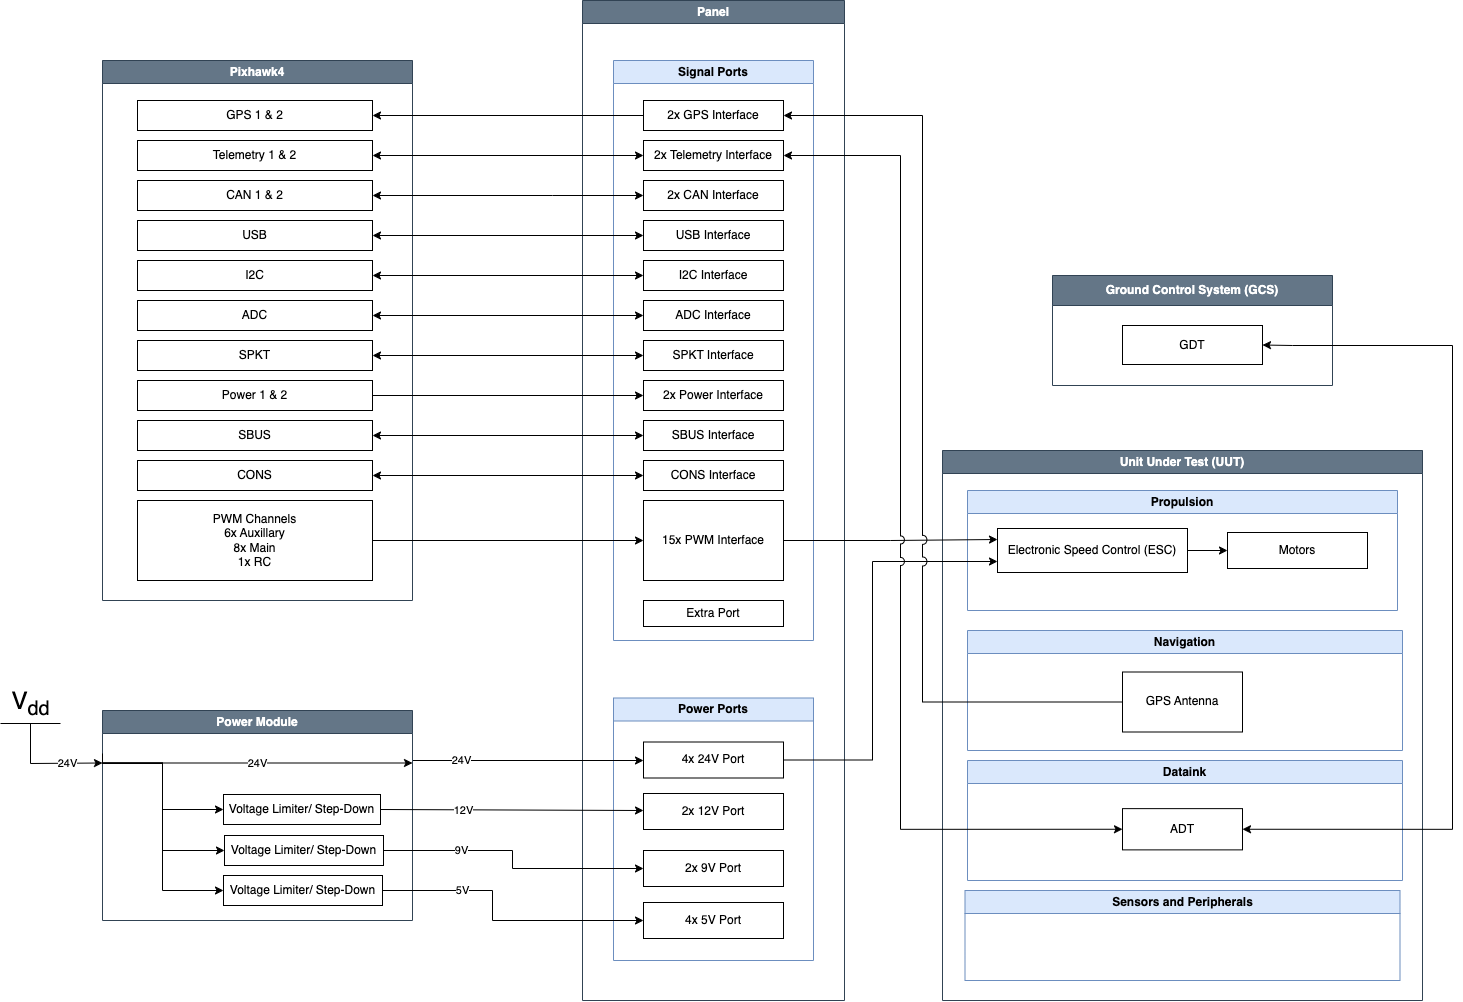 Panel
Pixhawk4
Signal Ports
GPS 1 & 2
2x GPS Interface
Telemetry 1 & 2
2x Telemetry Interface
CAN 1 & 2
2x CAN Interface
USB
USB Interface
I2C
I2C Interface
ADC
ADC Interface
SPKT
SPKT Interface
Power 1 & 2
2x Power Interface
SBUS
SBUS Interface
CONS
CONS Interface
PWM Channels
6x Auxillary
8x Main
1x RC
15x PWM Interface
Extra Port
Ground Control System (GCS)
GDT
Unit Under Test (UUT)
Propulsion
Electronic Speed Control (ESC)
Motors
Navigation
GPS Antenna
Dataink
ADT
Sensors and Peripherals
Vdd
24V
Power Module
24V
Voltage Limiter/ Step-Down
Voltage Limiter/ Step-Down
Voltage Limiter/ Step-Down
24V
12V
9V
5V
Power Ports
4x 24V Port
2x 12V Port
2x 9V Port
4x 5V Port